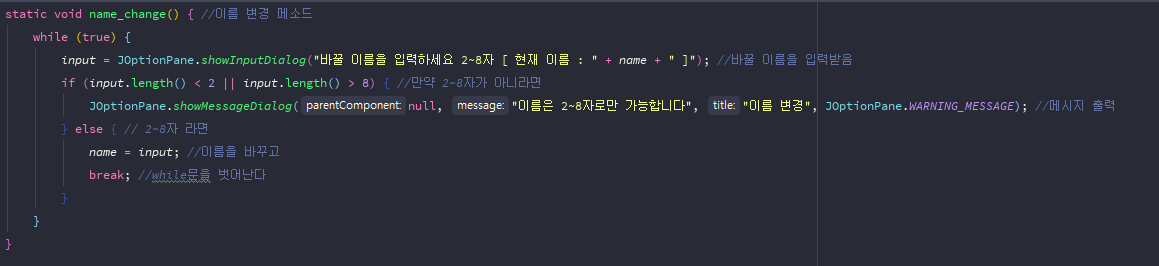 static void name_change() { //이름 변경 메소드
while (true) {
input = JOptionPane.showInputDialog("바꿀 이름을 입력하세요 2~8자 [ 현재 이름 : " + name + " ]"); //바꿀 이름을 입력받음
if (input.length() < 2 || input.length() > 8) { //만약 2~8자가 아니라면
JOptionPane.showMessageDialog( parentComponent: null, message: "이름은 2~8자로만 가능합니다", title: "이름 변경", JOptionPane.WARNING_MESSAGE); //메시지 출력
} else { // 2~8자 라면
name = input; //이름을 바꾸고
break; //while문을 벗어난다
}
}
}